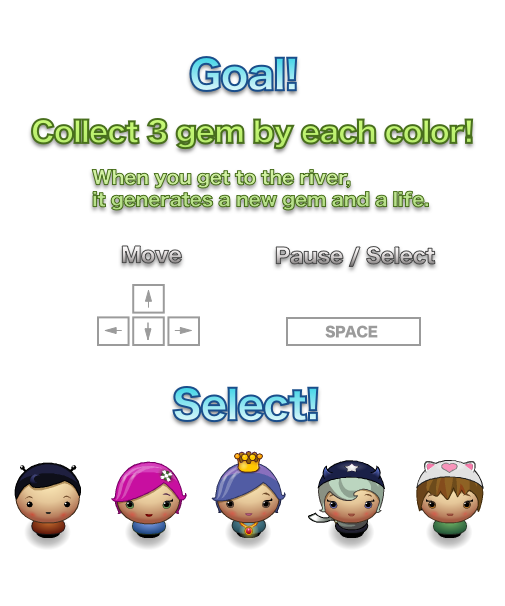 Goal!
Collect 3 gem by each color!
When you get to the river,
it generates a new gem and a life.
Move
Pause / Select
SPACE
Select!